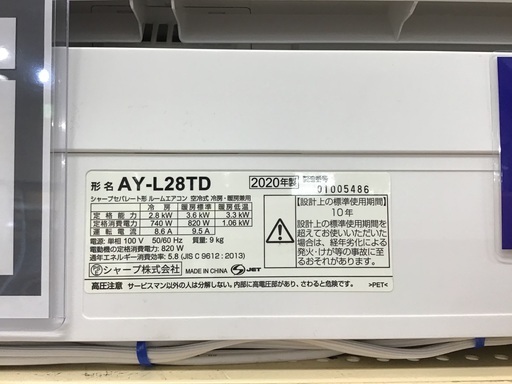 形名 AY-L28TD 2020年製 01005486
シャープセパレート形 ルームエアコン 空冷式 冷房・暖房兼用
冷 房 暖房標準 暖房低温
定格能力 2.8 kW 3.6 kW 3.3 kW
定格消費電力 740 W 820 W 1.06 kW
運転電流 8.6 A 9.5 A
電源: 単相 100 V 50/60 Hz 質量: 9 kg
電動機の定格消費電力: 820 W
通年エネルギー消費効率: 5.8 (JIS C 9612 : 2013)
シャープ株式会社 MADE IN CHINA JET
【設計上の標準使用期間】
10年
設計上の標準使用期間を
超えてお使いいただいた
場合は、経年劣化による
発火・けが等の事故に至
るおそれがあります。
高圧注意 サービスマン以外の人は分解しない。内部に高電圧部があり、さわると危険です。 >PET<